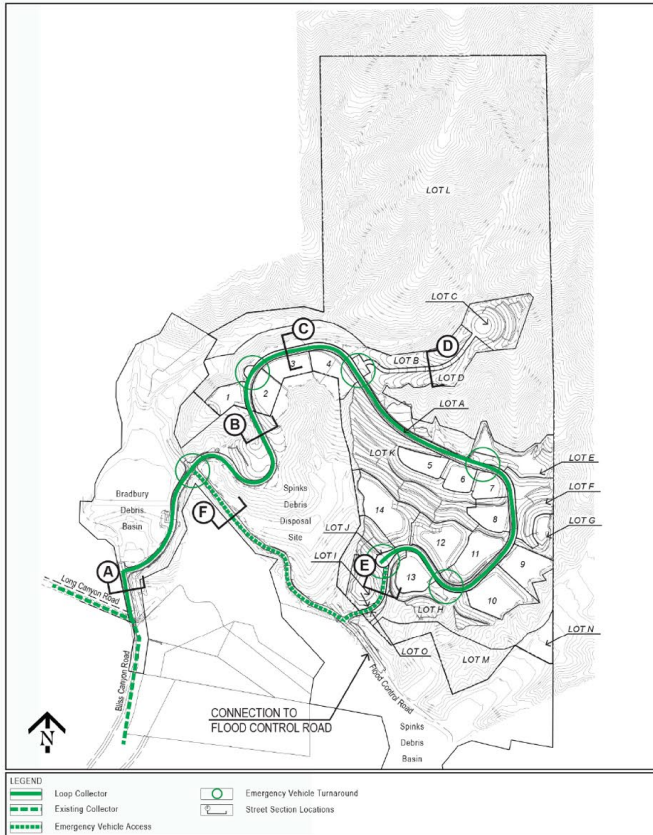 LOT L
LOT C
C
D
LOT B
3
4
LOT D
1
2
LOT A
B
LOT K
5
LOT E
6
7
Bradbury
Debris
Basin
Spinks
Debris
Disposal
Site
LOT F
F
14
8
LOT G
LOT J
12
11
LOT I
E
9
A
13
10
Long Canyon Road
LOT H
LOT N
LOT O
LOT M
Bliss Canyon Road
Flood Control Road
CONNECTION TO
FLOOD CONTROL ROAD
Spinks
Debris
Basin
N
LEGEND
Loop Collector
Emergency Vehicle Turnaround
Existing Collector
Street Section Locations
Emergency Vehicle Access